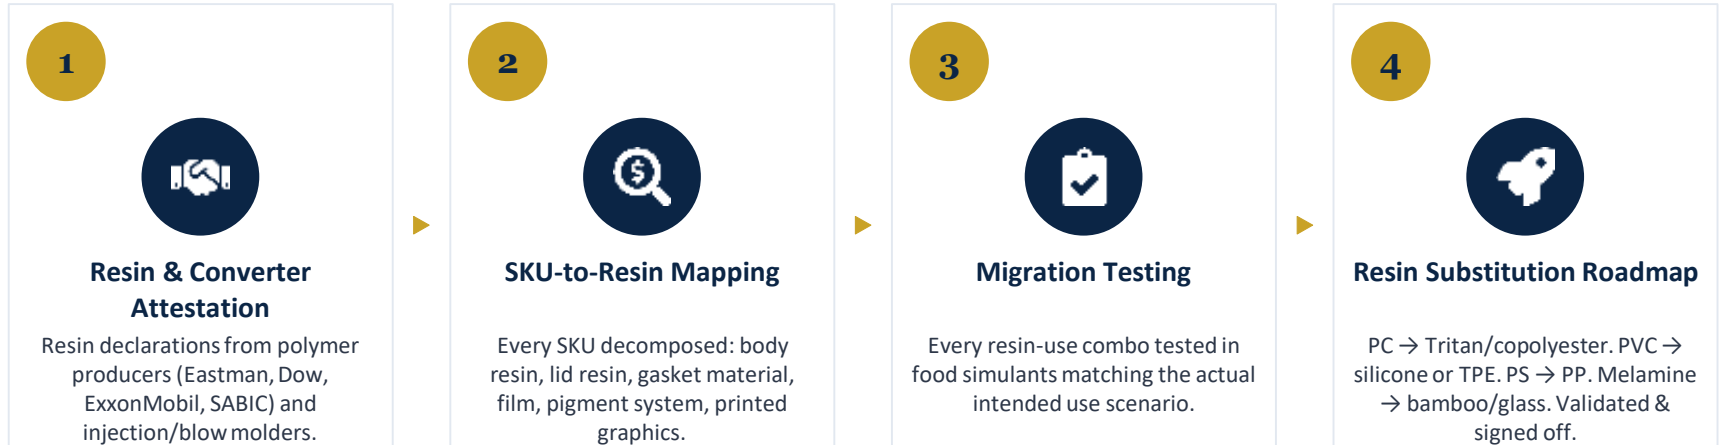 1
Resin & Converter
Attestation
Resin declarations from polymer
producers (Eastman, Dow,
ExxonMobil, SABIC) and
injection/blow molders.
2
SKU-to-Resin Mapping
Every SKU decomposed: body
resin, lid resin, gasket material,
film, pigment system, printed
graphics.
3
Migration Testing
Every resin-use combo tested in
food simulants matching the actual
intended use scenario.
4
Resin Substitution Roadmap
PC → Tritan/copolyester. PVC →
silicone or TPE. PS → PP. Melamine
→ bamboo/glass. Validated &
signed off.